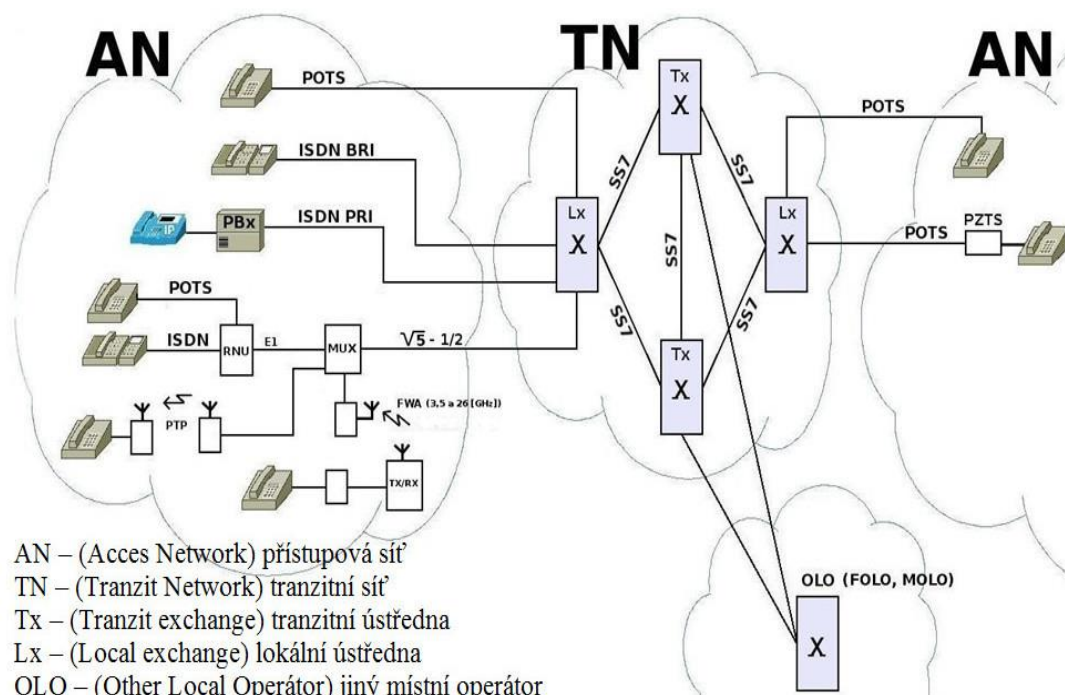 AN
TN
AN
POTS
ISDN BRI
ISDN PRI
IP
PBx
POTS
ISDN
RNU
E1
MUX
√5 - 1/2
PTP
FWA (3,5 a 26 [GHz])
TX/RX
Lx
X
SS7
SS7
Tx
X
SS7
Tx
X
SS7
SS7
Lx
X
POTS
POTS
PZTS
OLO (FOLO, MOLO)
X
AN – (Acces Network) přístupová síť
TN – (Tranzit Network) tranzitní síť
Tx – (Tranzit exchange) tranzitní ústředna
Lx – (Local exchange) lokální ústředna
OLO – (Other Local Operátor) jiný místní operátor